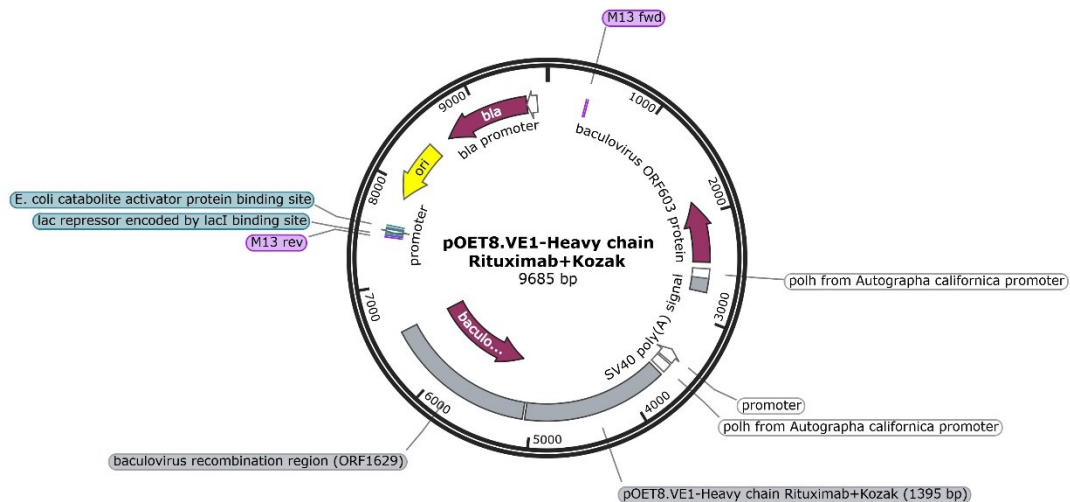 M13 fwd
1000
baculovirus ORF603 protein
2000
polh from Autographa californica promoter
SV40 poly(A) signal
3000
promoter
polh from Autographa californica promoter
4000
pOET8.VE1-Heavy chain Rituximab+Kozak (1395 bp)
5000
baculovirus recombination region (ORF1629)
6000
baculo...
7000
M13 rev
lac repressor encoded by lacI binding site
E. coli catabolite activator protein binding site
promoter
8000
ori
9000
bla
bla promoter
pOET8.VE1-Heavy chain
Rituximab+Kozak
9685 bp